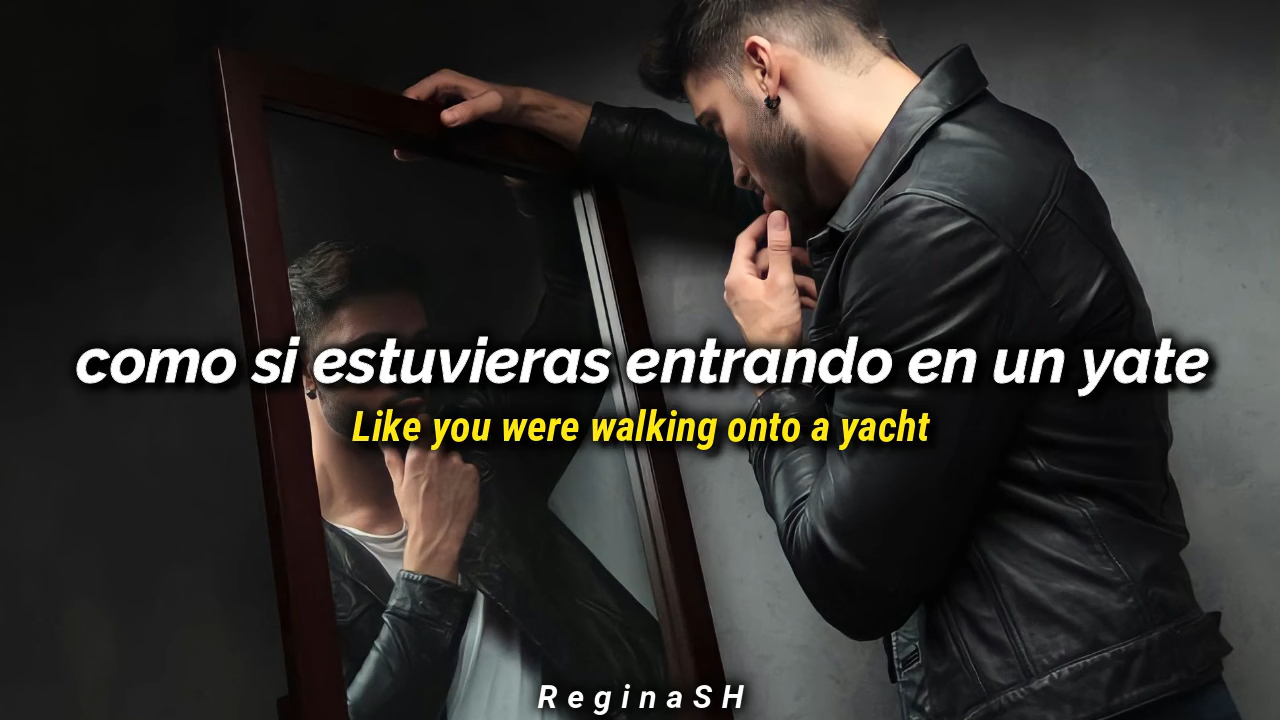 como si estuvieras entrando en un yate
Like you were walking onto a yacht
ReginaSH